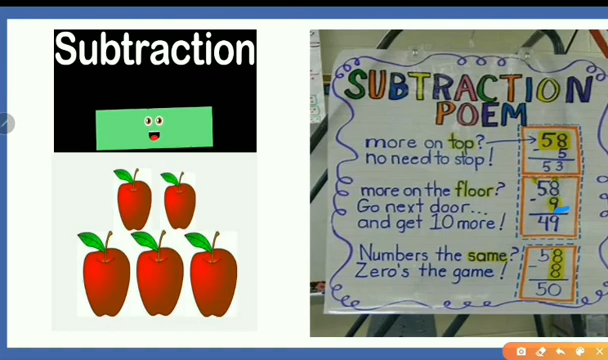 Subtraction
SUBTRACTION
POEM
more on top?
no need to stop!
58
- 5
53
more on the floor?
Go next door...
and get 10 more!
58
- 9
49
Numbers the same?
Zero's the game!
58
- 8
50